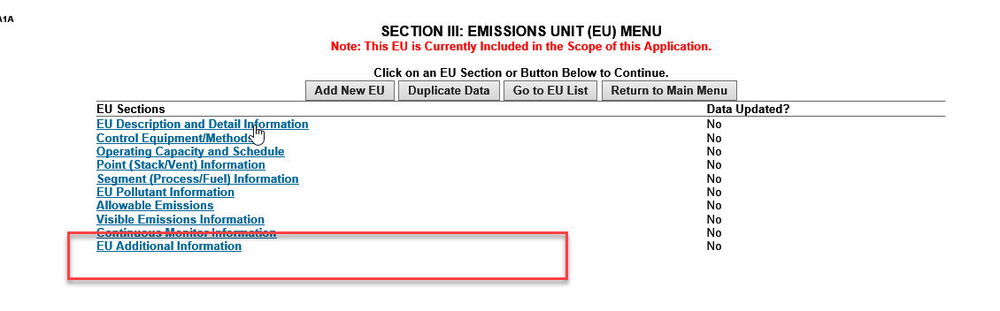 A1A
SECTION III: EMISSIONS UNIT (EU) MENU
Note: This EU is Currently Included in the Scope of this Application.
Click on an EU Section or Button Below to Continue.
Add New EU Duplicate Data Go to EU List Return to Main Menu
EU Sections Data Updated?
EU Description and Detail Information No
Control Equipment/Methods No
Operating Capacity and Schedule No
Point (Stack/Vent) Information No
Segment (Process/Fuel) Information No
EU Pollutant Information No
Allowable Emissions No
Visible Emissions Information No
Continuous Monitor Information No
EU Additional Information No